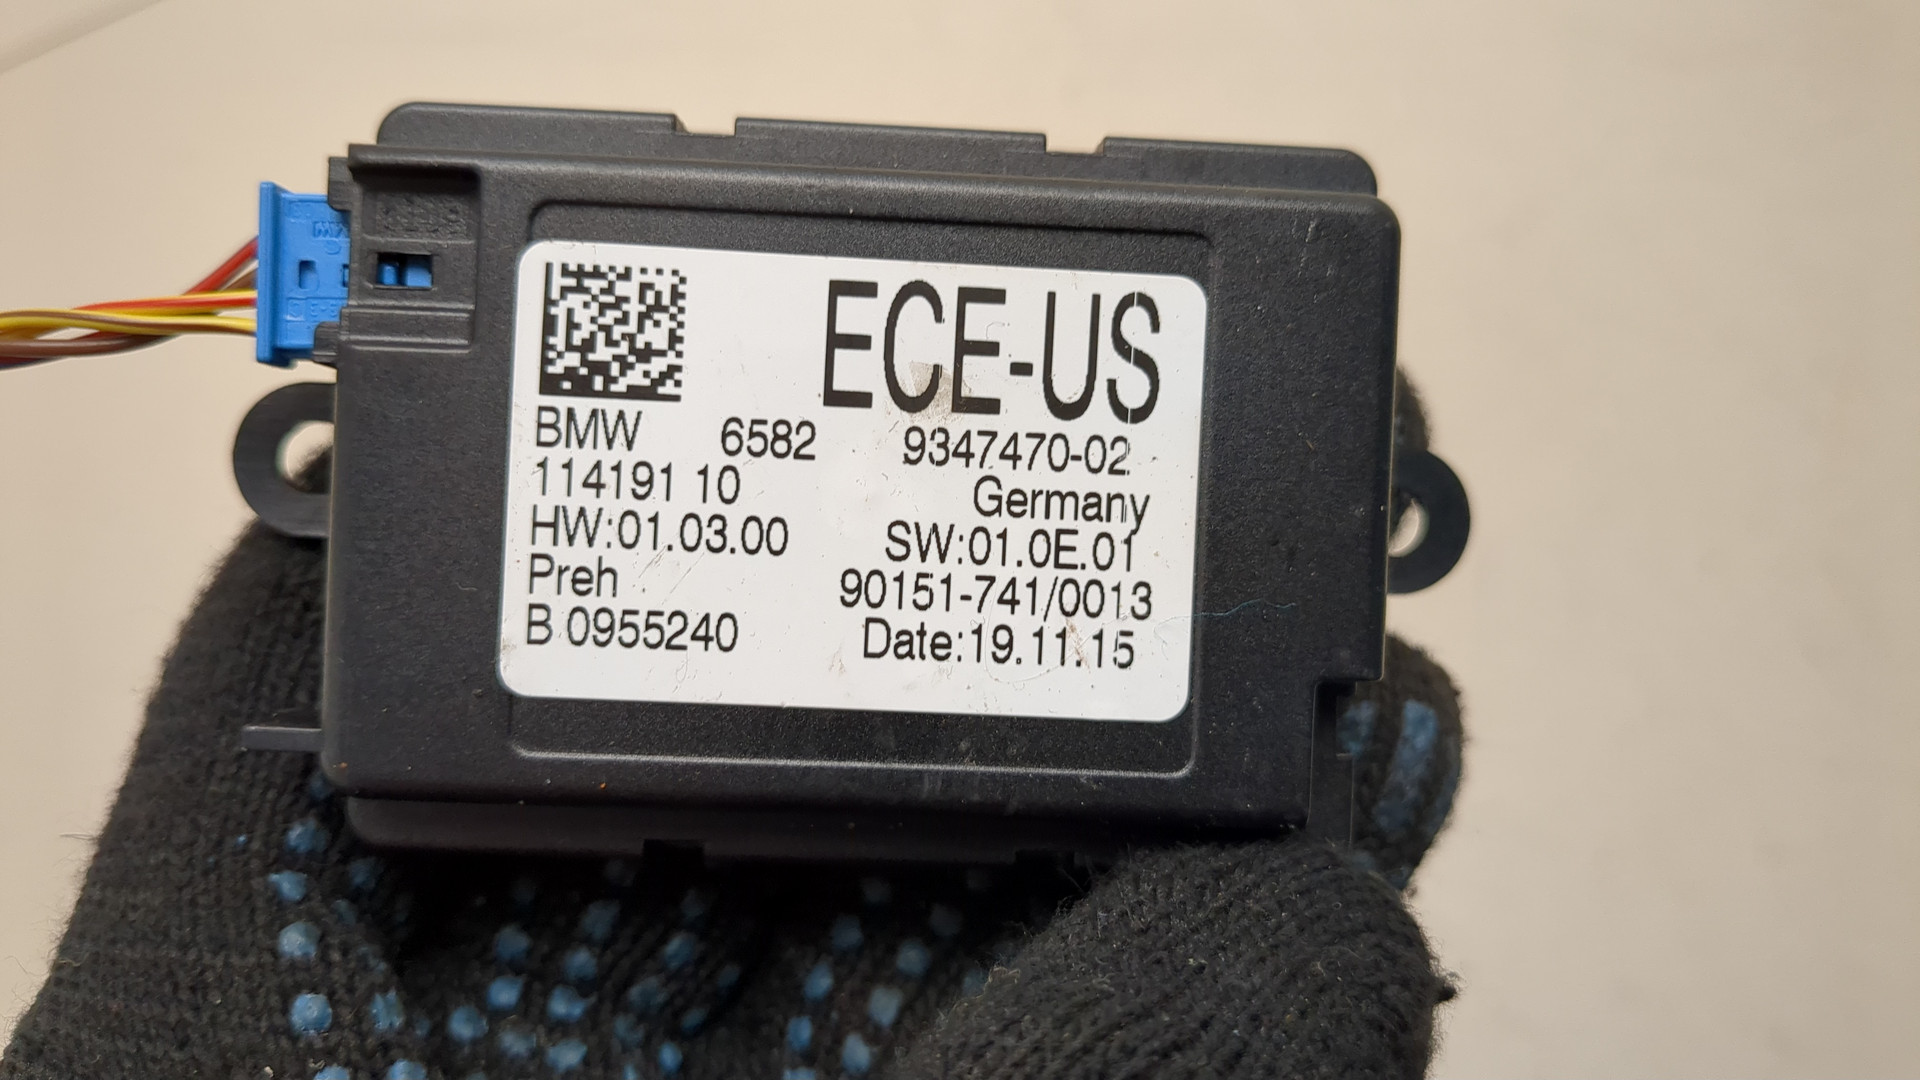 ECE-US
BMW 6582 9347470-02
114191 10 Germany
HW:01.03.00 SW:01.0E.01
Preh 90151-741/0013
B 0955240 Date:19.11.15